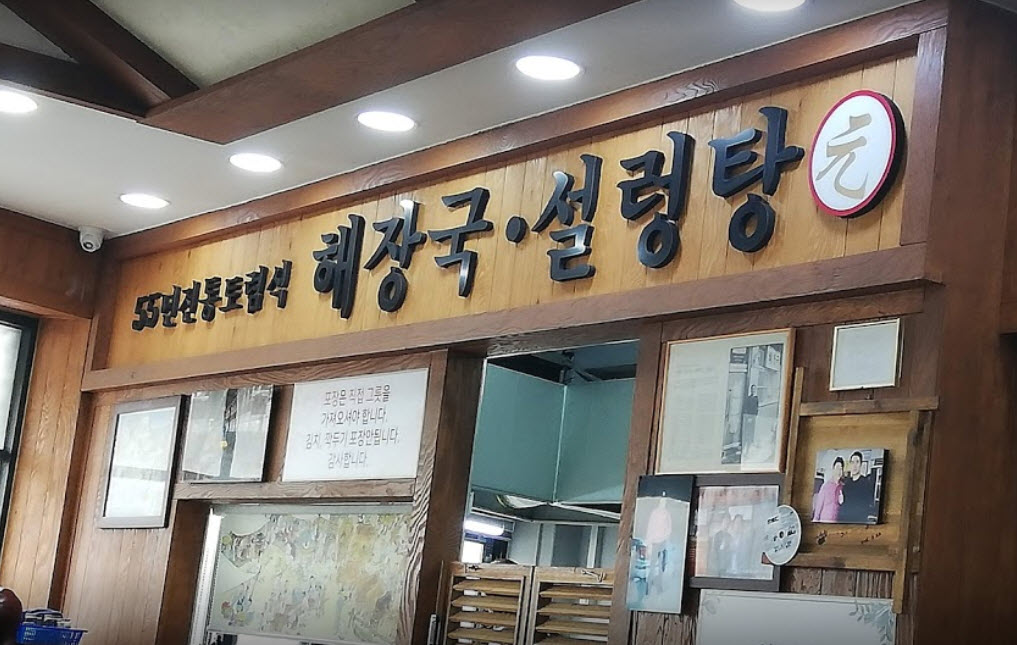 55년전통토렴식 해장국·설렁탕 元
포장은 직접 그릇을
가져오셔야 합니다.
김치, 깍두기 포장안됩니다.
감사합니다.